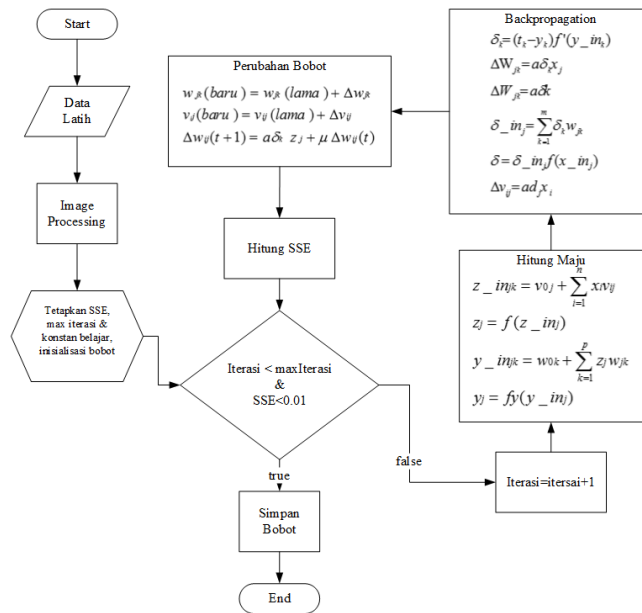 Start
Data
Latih
Image
Processing
Tetapkan SSE,
max iterasi &
konstan belajar,
inisialisasi bobot
Iterasi < maxIterasi
&
SSE<0.01
true
false
Simpan
Bobot
End
Iterasi=itersai+1
Hitung Maju
z_in_jk = v_0j + ∑_{i=1}^{n} x_i v_ij
z_j = f(z_in_j)
y_in_jk = w_0k + ∑_{k=1}^{p} z_j w_jk
y_j = fy(y_in_j)
Backpropagation
δ_k=(t_k-y_k)f'(y_in_k)
ΔW_jk=aδ_k x_j
ΔW_jk=aδk
δ_in_j=∑_{k=1}^{m} δ_k w_jk
δ=δ_in_j f(x_in_j)
Δv_ij=ad_j x_i
Perubahan Bobot
w_jk(baru) = w_jk(lama) + Δw_jk
v_ij(baru) = v_ij(lama) + Δv_ij
Δw_ij(t+1) = aδ_k z_j + μ Δw_ij(t)
Hitung SSE